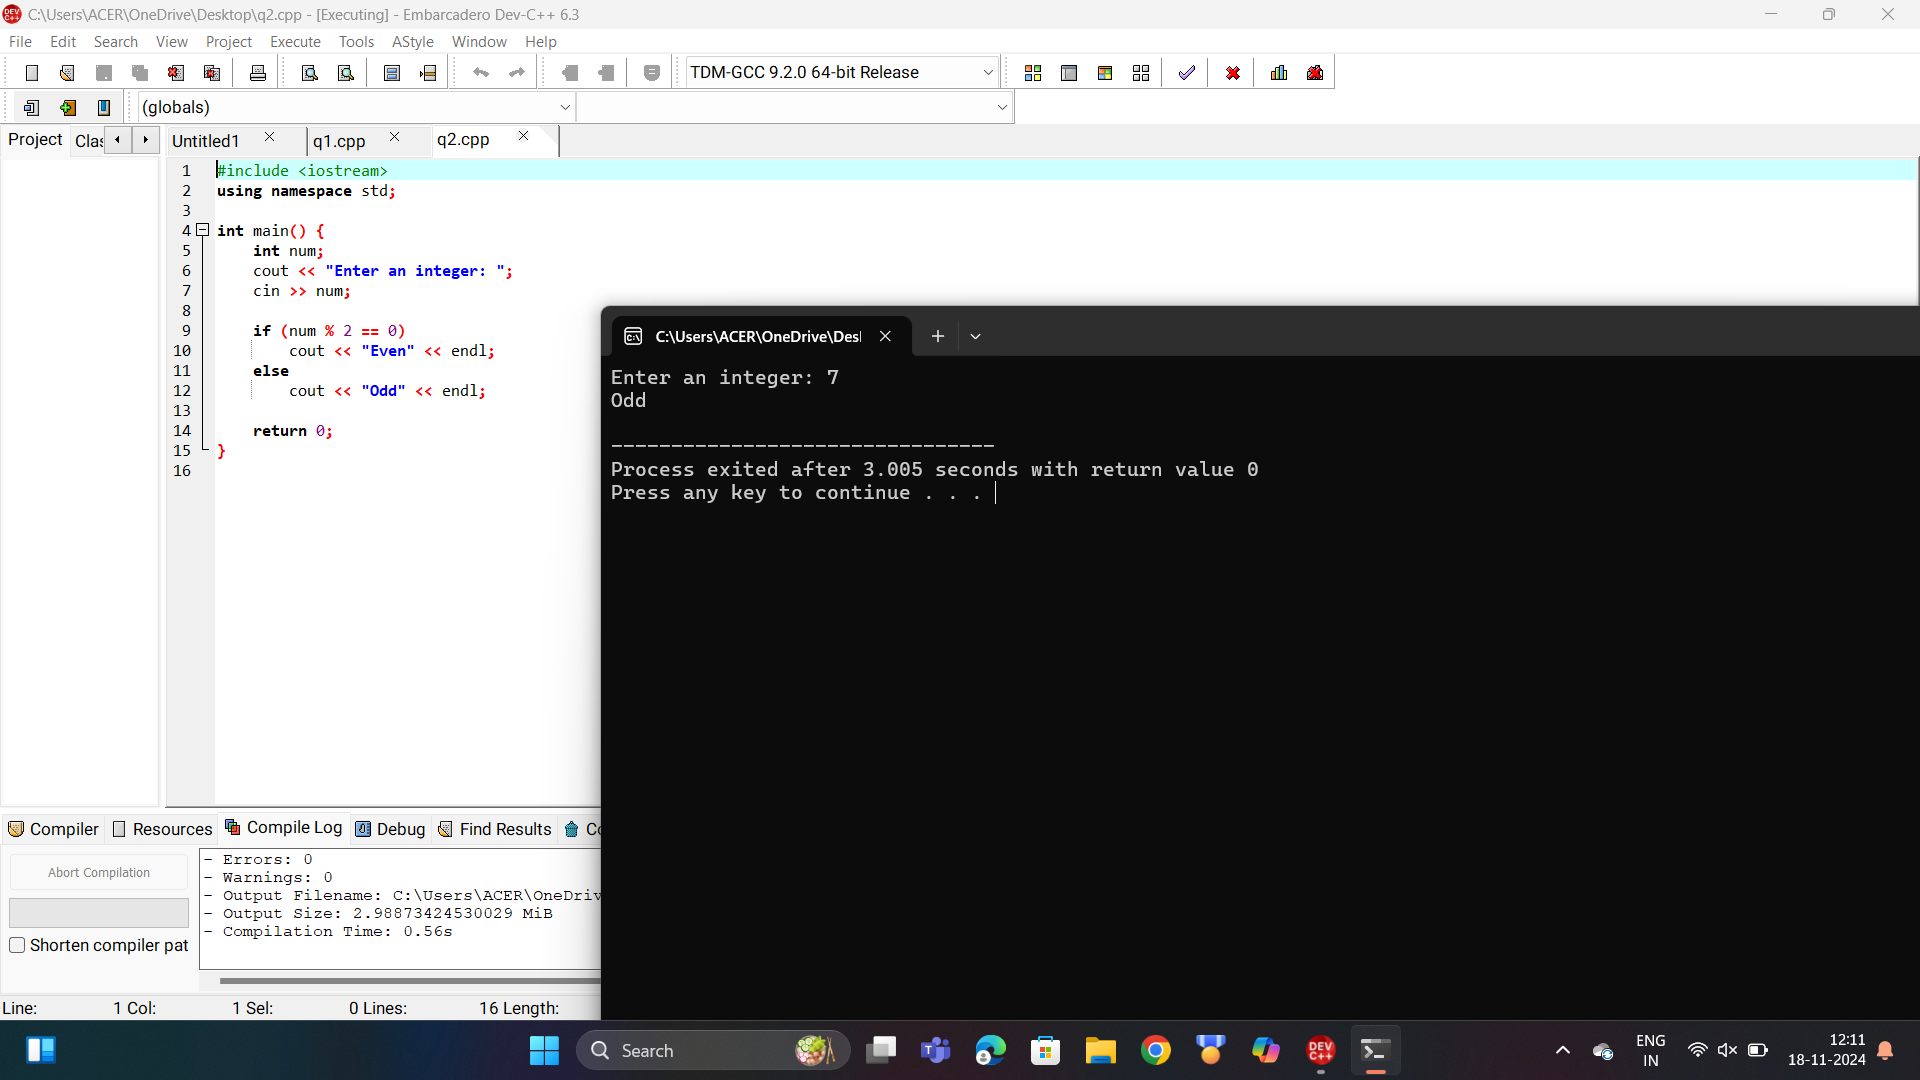 DEV C++ C:\Users\ACER\OneDrive\Desktop\q2.cpp - [Executing] - Embarcadero Dev-C++ 6.3
File Edit Search View Project Execute Tools AStyle Window Help
TDM-GCC 9.2.0 64-bit Release
(globals)
Project Clas Untitled1 q1.cpp q2.cpp
1 #include <iostream>
2 using namespace std;
3
4 int main() {
5 int num;
6 cout << "Enter an integer: ";
7 cin >> num;
8
9 if (num % 2 == 0)
10 cout << "Even" << endl;
11 else
12 cout << "Odd" << endl;
13
14 return 0;
15 }
16
C:\Users\ACER\OneDrive\Des
Enter an integer: 7
Odd
--------------------------------
Process exited after 3.005 seconds with return value 0
Press any key to continue . . .
Compiler Resources Compile Log Debug Find Results Co
Abort Compilation
Shorten compiler pat
- Errors: 0
- Warnings: 0
- Output Filename: C:\Users\ACER\OneDriv
- Output Size: 2.98873424530029 MiB
- Compilation Time: 0.56s
Line: 1 Col: 1 Sel: 0 Lines: 16 Length:
Search
DEV C++
ENG
IN
12:11
18-11-2024